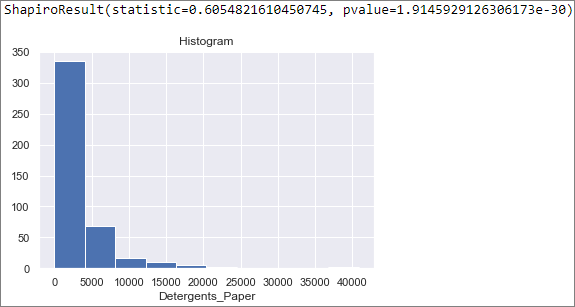 ShapiroResult(statistic=0.6054821610450745, pvalue=1.9145929126306173e-30)
Histogram
350
300
250
200
150
100
50
0
0 5000 10000 15000 20000 25000 30000 35000 40000
Detergents_Paper